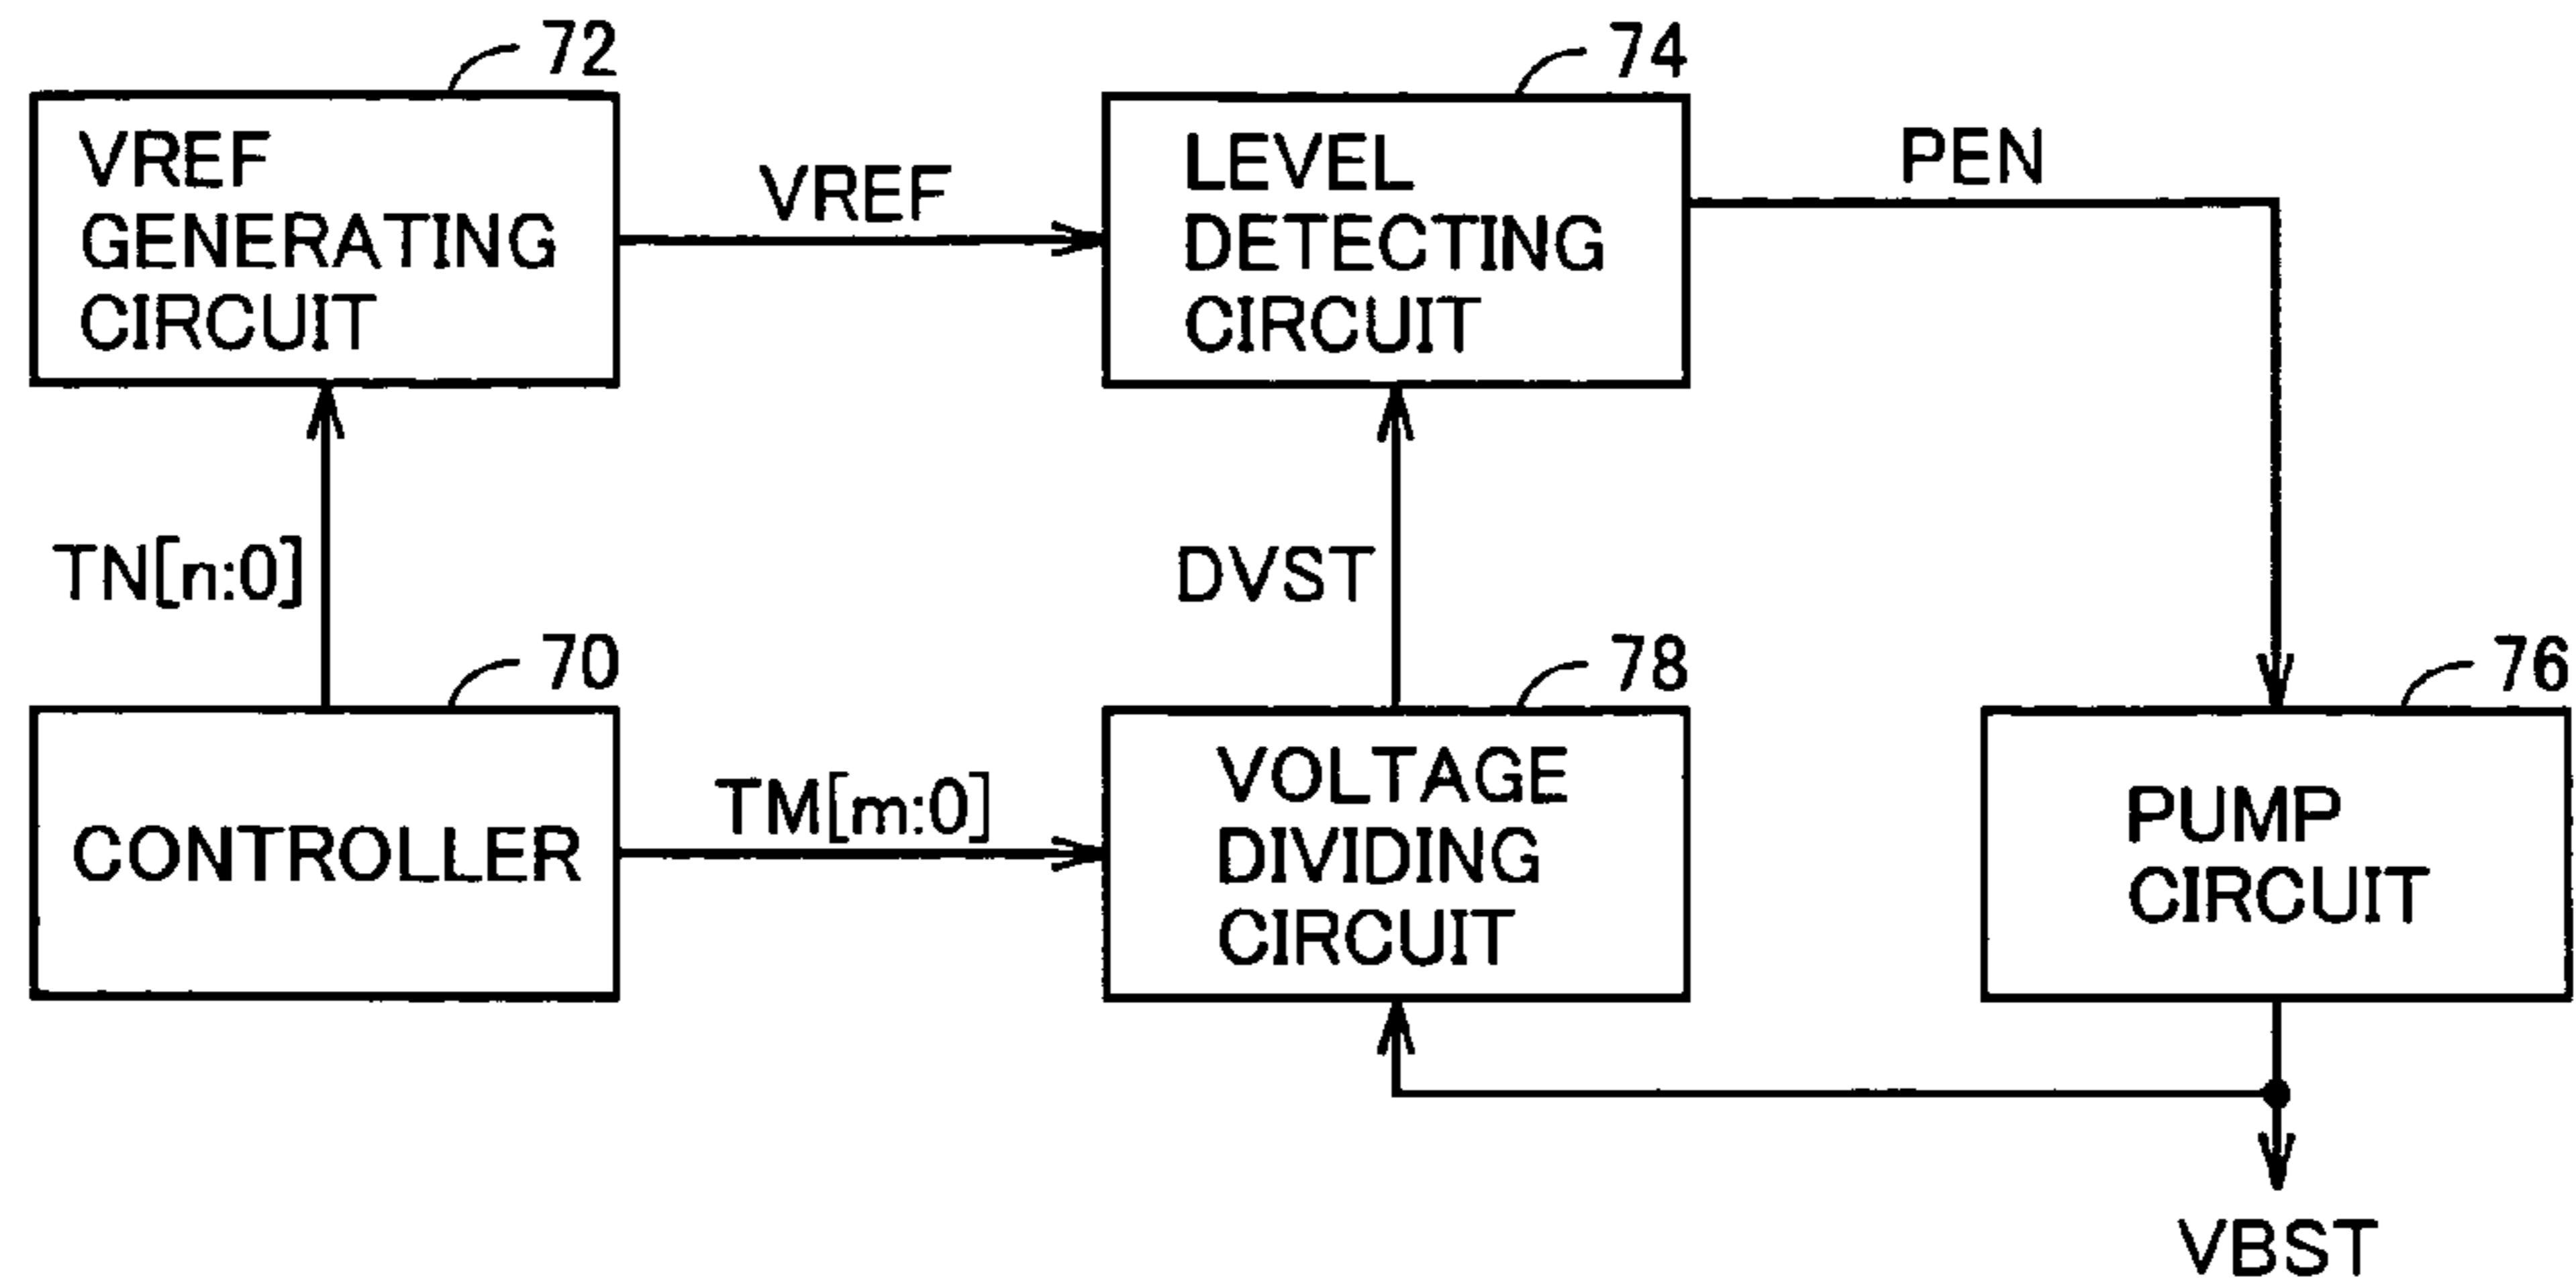 72
VREF
GENERATING
CIRCUIT
VREF
74
LEVEL
DETECTING
CIRCUIT
PEN
TN[n:0]
DVST
70
CONTROLLER
TM[m:0]
78
VOLTAGE
DIVIDING
CIRCUIT
76
PUMP
CIRCUIT
VBST